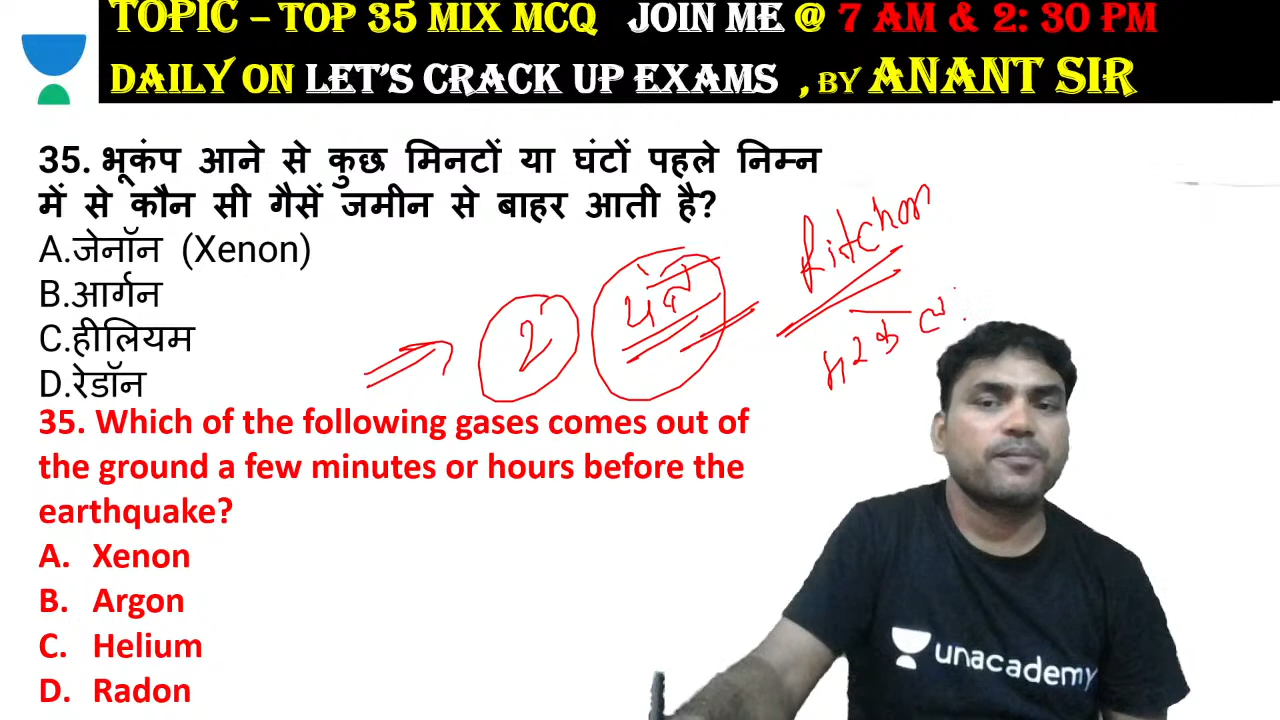 TOPIC – TOP 35 MIX MCQ JOIN ME @ 7 AM & 2: 30 PM
DAILY ON LET'S CRACK UP EXAMS , BY ANANT SIR
35. भूकंप आने से कुछ मिनटों या घंटों पहले निम्न
में से कौन सी गैसें जमीन से बाहर आती है?
A.जेनॉन (Xenon)
B.आर्गन
C.हीलियम
D.रेडॉन
35. Which of the following gases comes out of
the ground a few minutes or hours before the
earthquake?
A. Xenon
B. Argon
C. Helium
D. Radon
2
unacademy